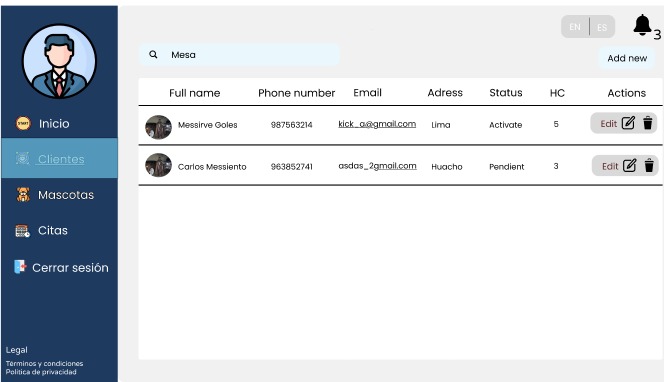 EN ES
3
Mesa
Add new
Full name Phone number Email Adress Status HC Actions
Messirve Goles 987563214 kick_a@gmail.com Lima Activate 5 Edit
Carlos Messiento 963852741 asdas_2gmail.com Huacho Pendient 3 Edit
START Inicio
Clientes
Mascotas
Citas
Cerrar sesión
Legal
Términos y condiciones
Politica de privacidad